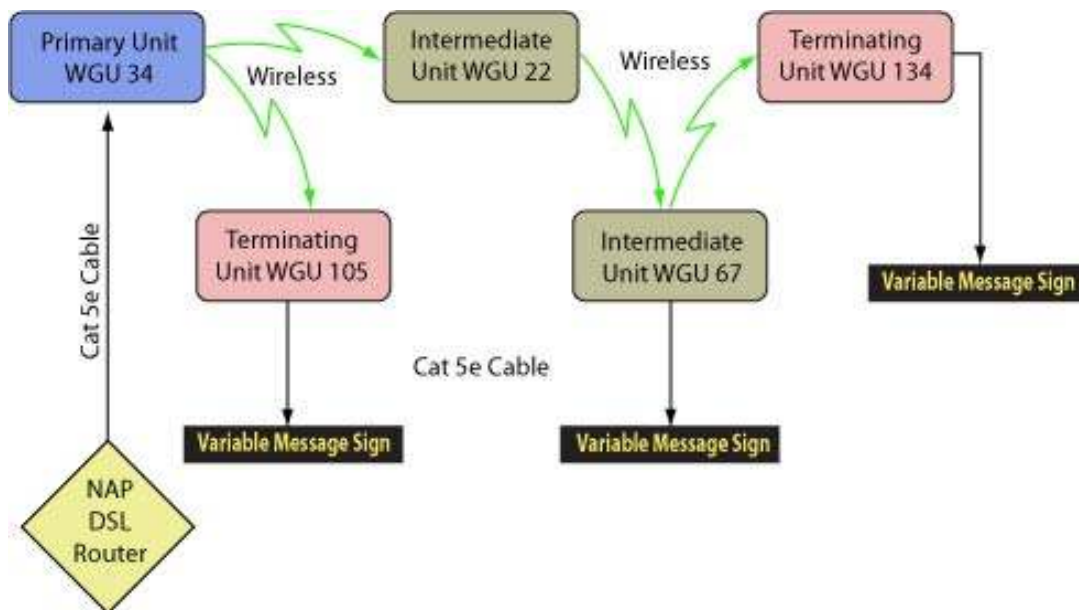 Primary Unit
WGU 34
Wireless
Intermediate
Unit WGU 22
Wireless
Terminating
Unit WGU 134
Terminating
Unit WGU 105
Intermediate
Unit WGU 67
Variable Message Sign
Cat 5e Cable
Cat 5e Cable
Variable Message Sign
Variable Message Sign
NAP
DSL
Router